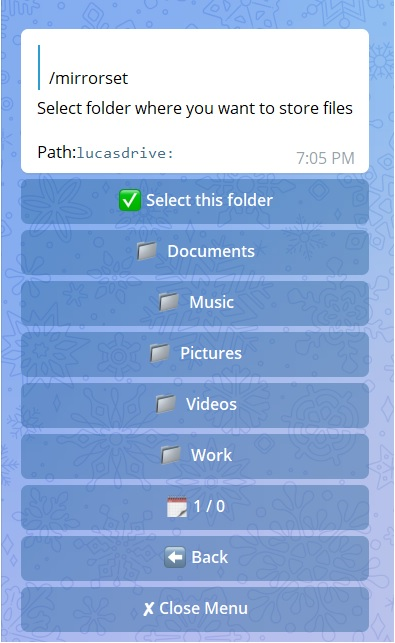 /mirrorset
Select folder where you want to store files
Path:lucasdrive:
7:05 PM
✅ Select this folder
📁 Documents
📁 Music
📁 Pictures
📁 Videos
📁 Work
🗒 1 / 0
⬅️ Back
✘ Close Menu